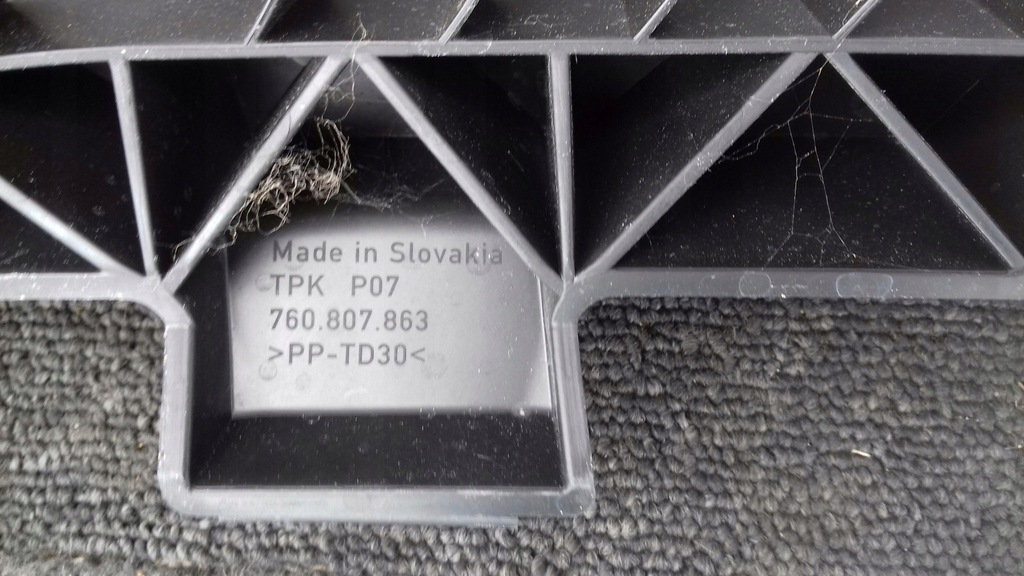 Made in Slovakia
TPK P07
760.807.863
>PP-TD30<